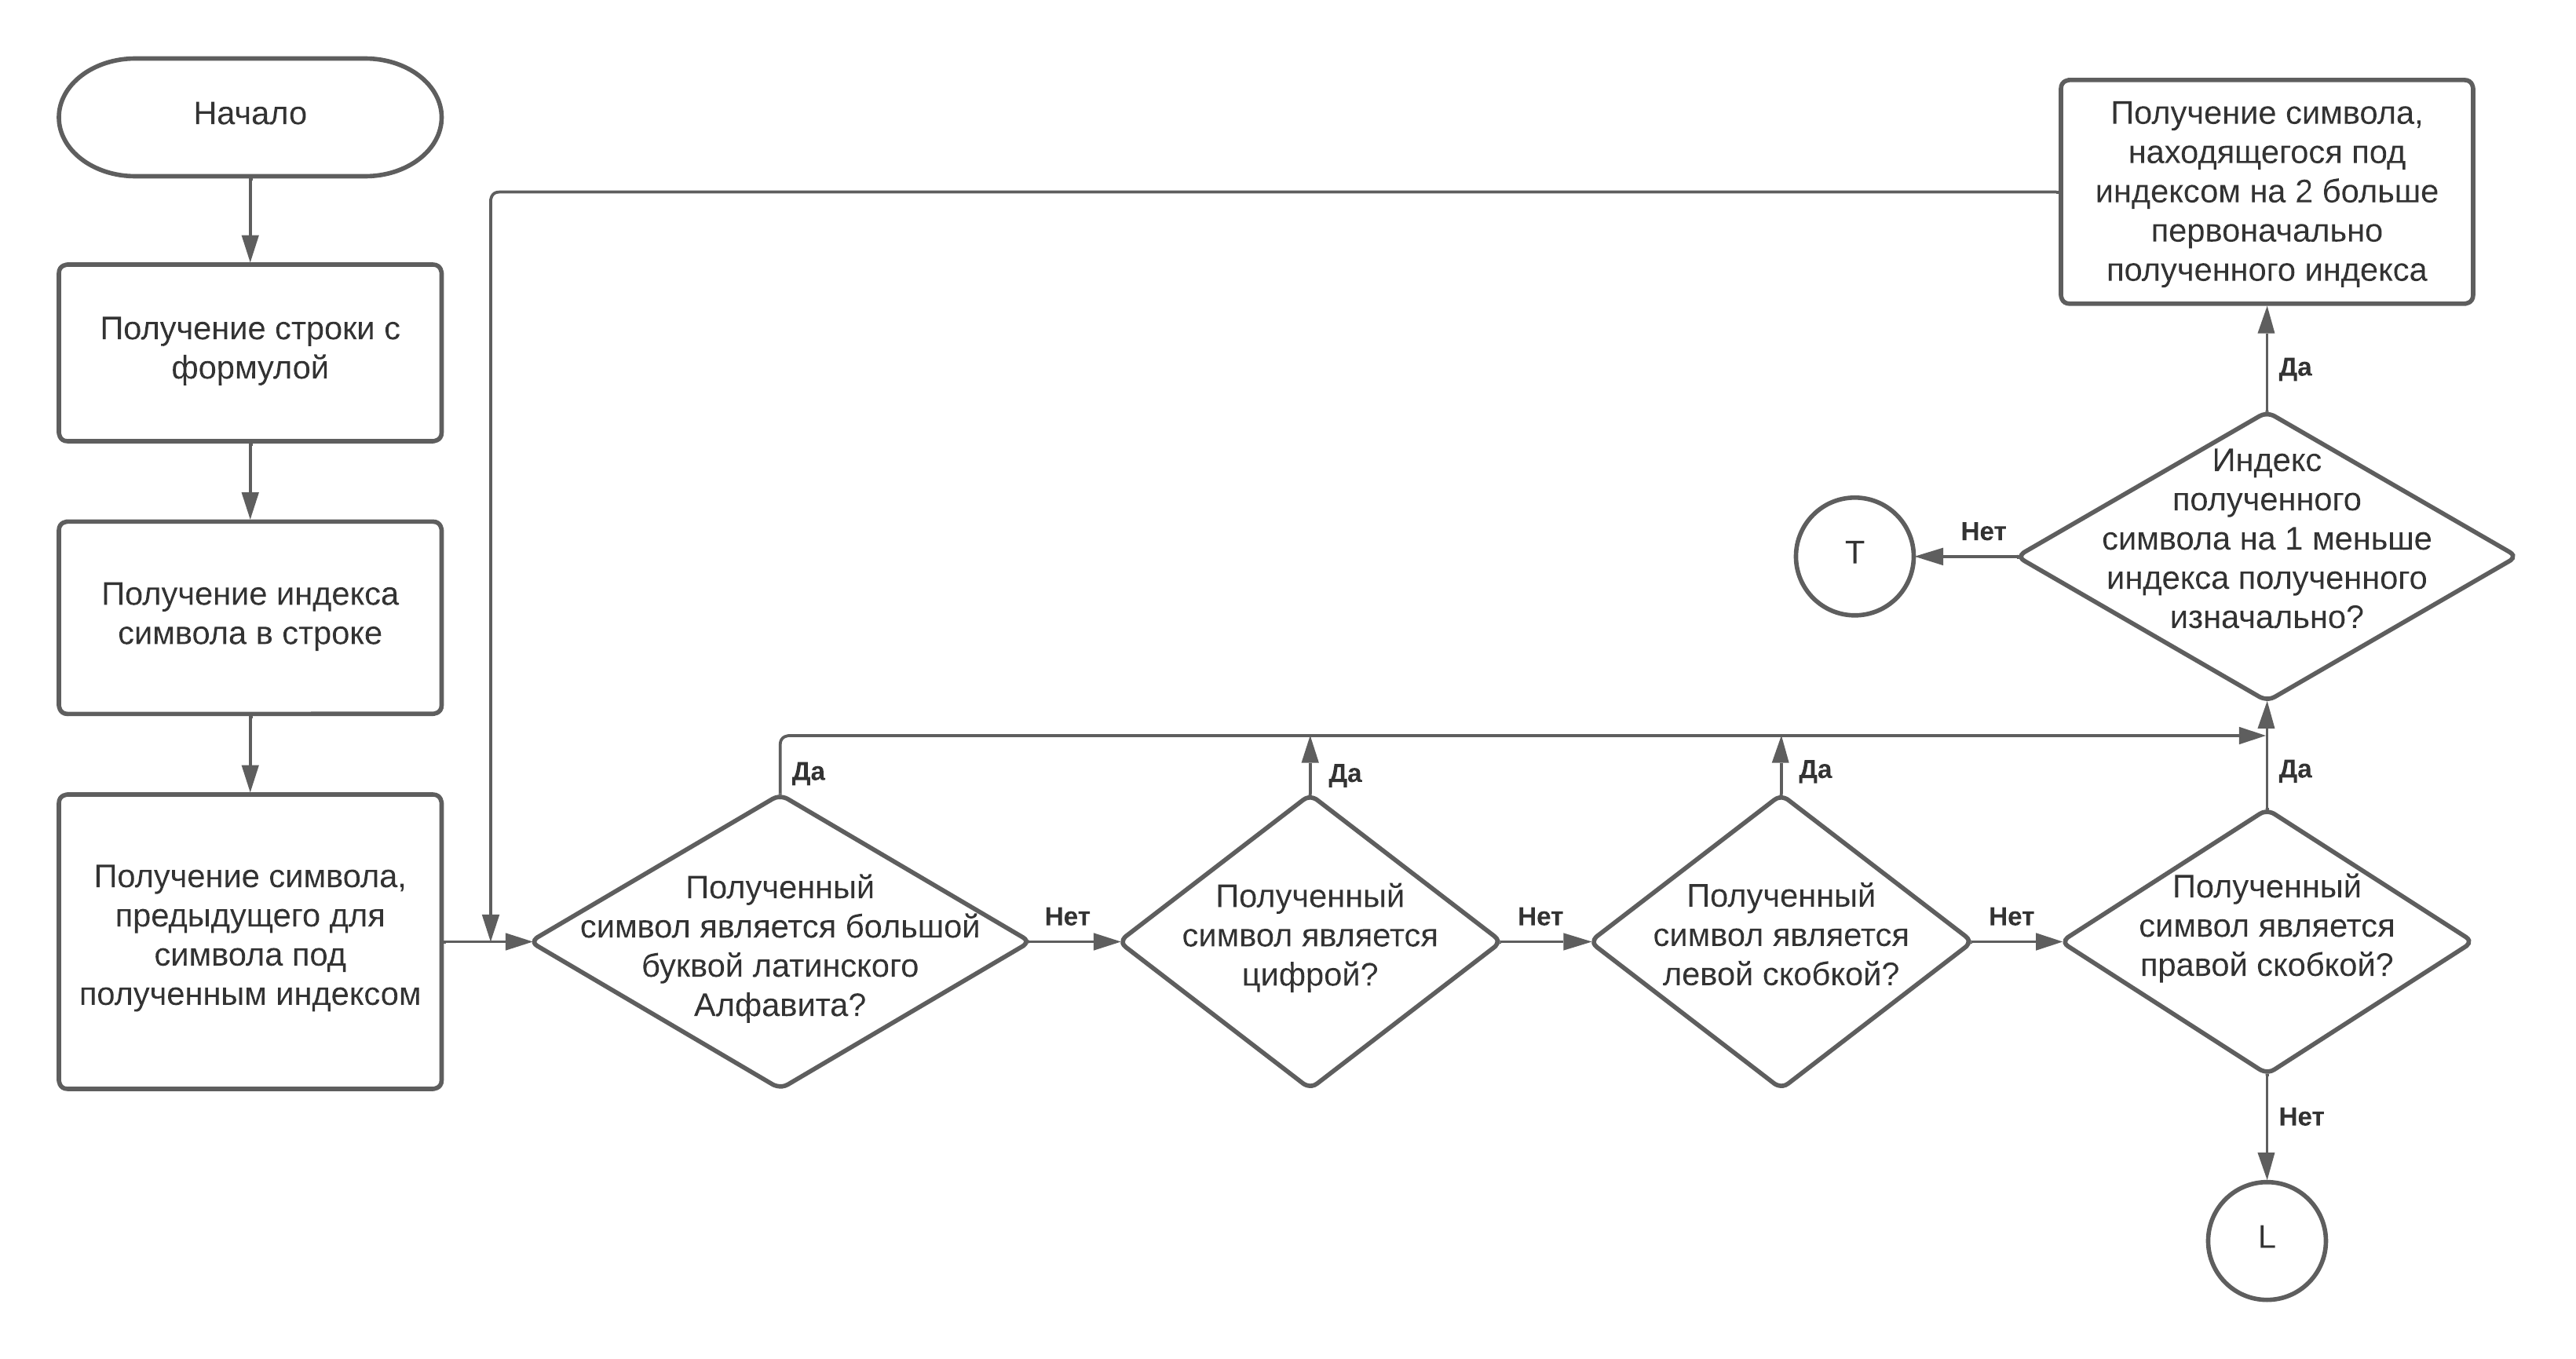 Начало
Получение строки с
формулой
Получение индекса
символа в строке
Получение символа,
предыдущего для
символа под
полученным индексом
Да
Полученный
символ является большой
буквой латинского
Алфавита?
Нет
Да
Полученный
символ является
цифрой?
Нет
Да
Полученный
символ является
левой скобкой?
Нет
Да
Полученный
символ является
правой скобкой?
Нет
L
Индекс
полученного
символа на 1 меньше
индекса полученного
изначально?
Нет
T
Да
Получение символа,
находящегося под
индексом на 2 больше
первоначально
полученного индекса